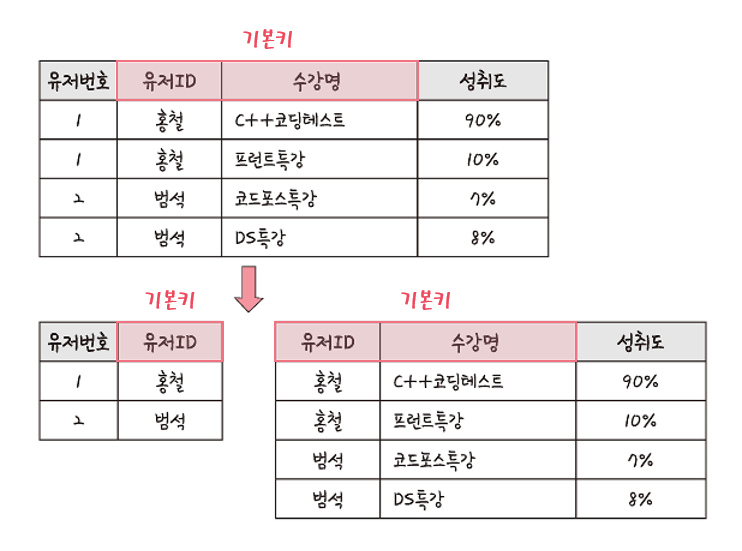 기본키
유저번호 유저ID 수강명 성취도
1 홍철 C++코딩테스트 90%
1 홍철 프런트특강 10%
2 범석 코드포스특강 7%
2 범석 DS특강 8%
기본키 기본키
유저번호 유저ID 유저ID 수강명 성취도
1 홍철 홍철 C++코딩테스트 90%
2 범석 홍철 프런트특강 10%
범석 코드포스특강 7%
범석 DS특강 8%